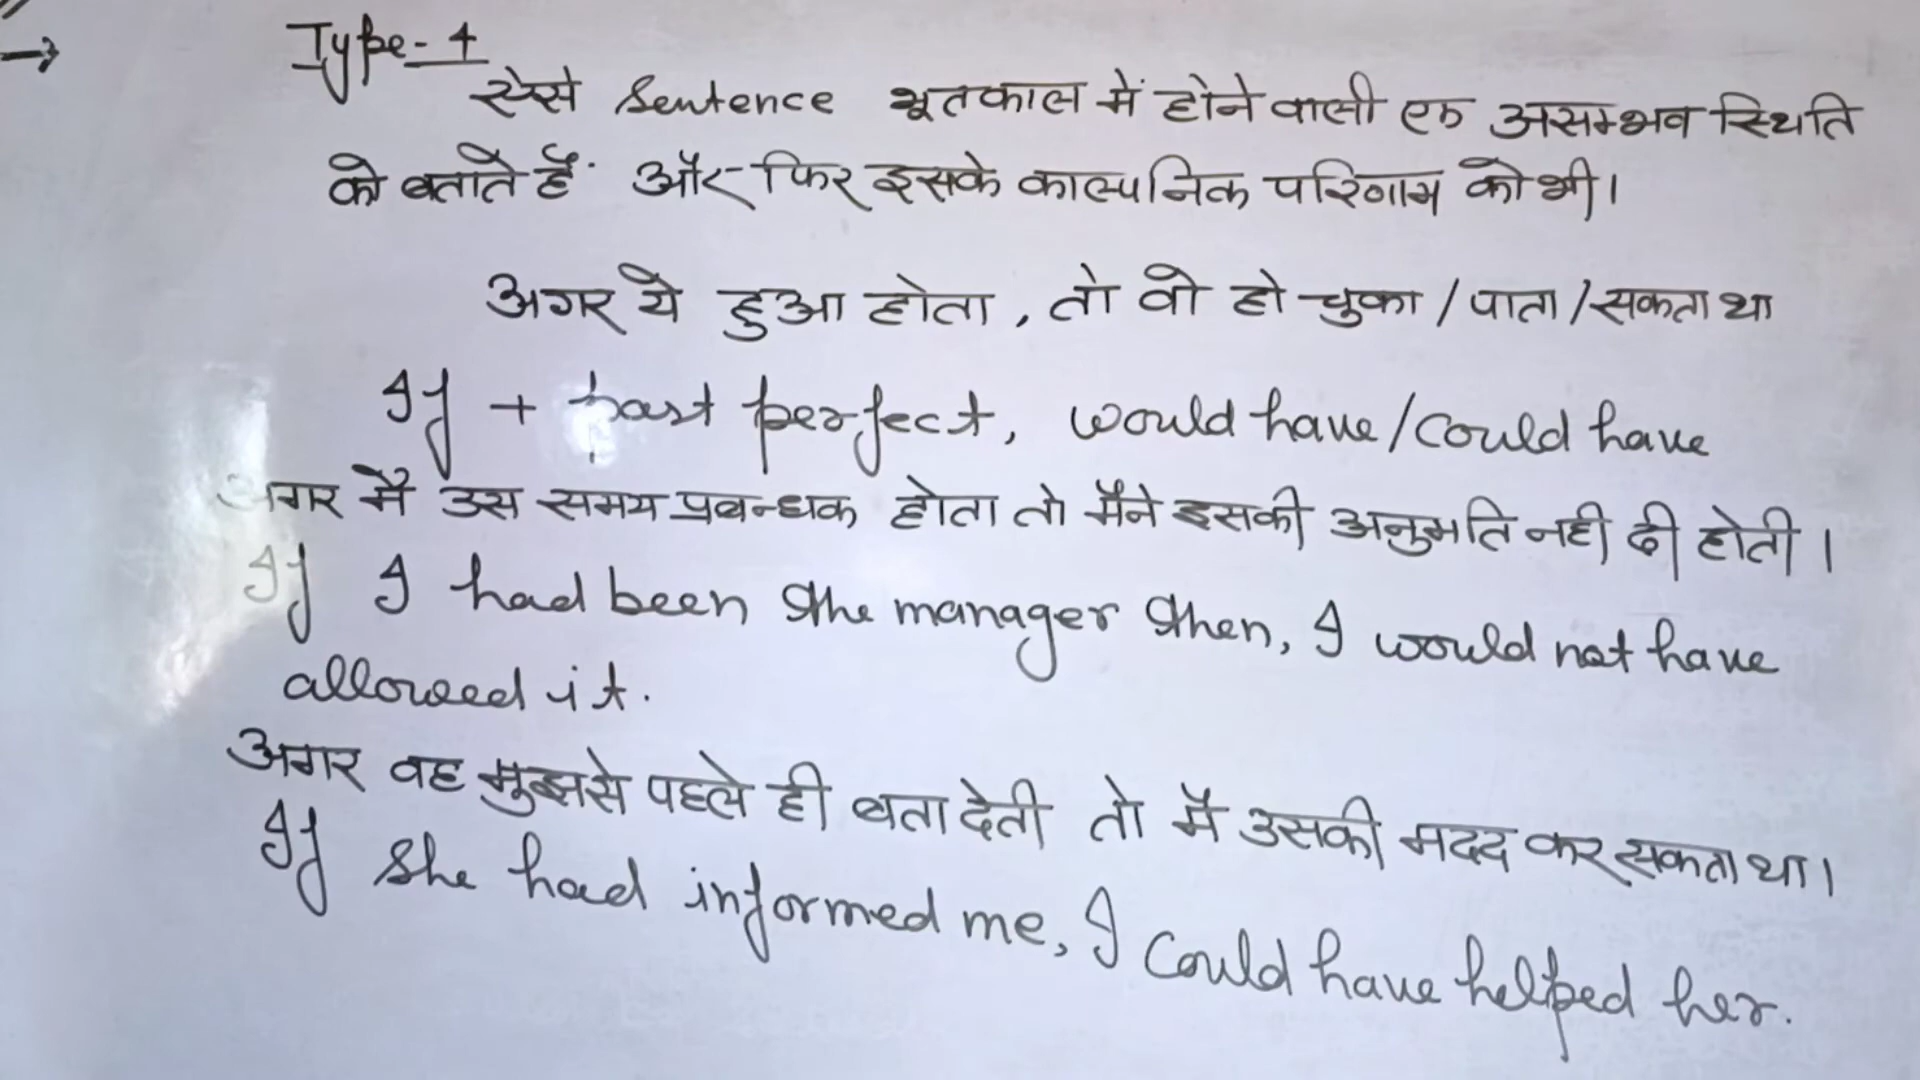 → Type-4
ऐसे Sentence भूतकाल में होने वाली एक असम्भव स्थिति
को बताते हैं और फिर इसके काल्पनिक परिणाम को भी।
अगर ये हुआ होता, तो वो हो चुका/पाता/सकता था
If + past perfect, would have/could have
अगर मैं उस समय प्रबन्धक होता तो मैंने इसकी अनुमति नही दी होती।
If I had been the manager then, I would not have
allowed it.
अगर वह मुझसे पहले ही बता देती तो मैं उसकी मदद कर सकता था।
If she had informed me, I could have helped her.